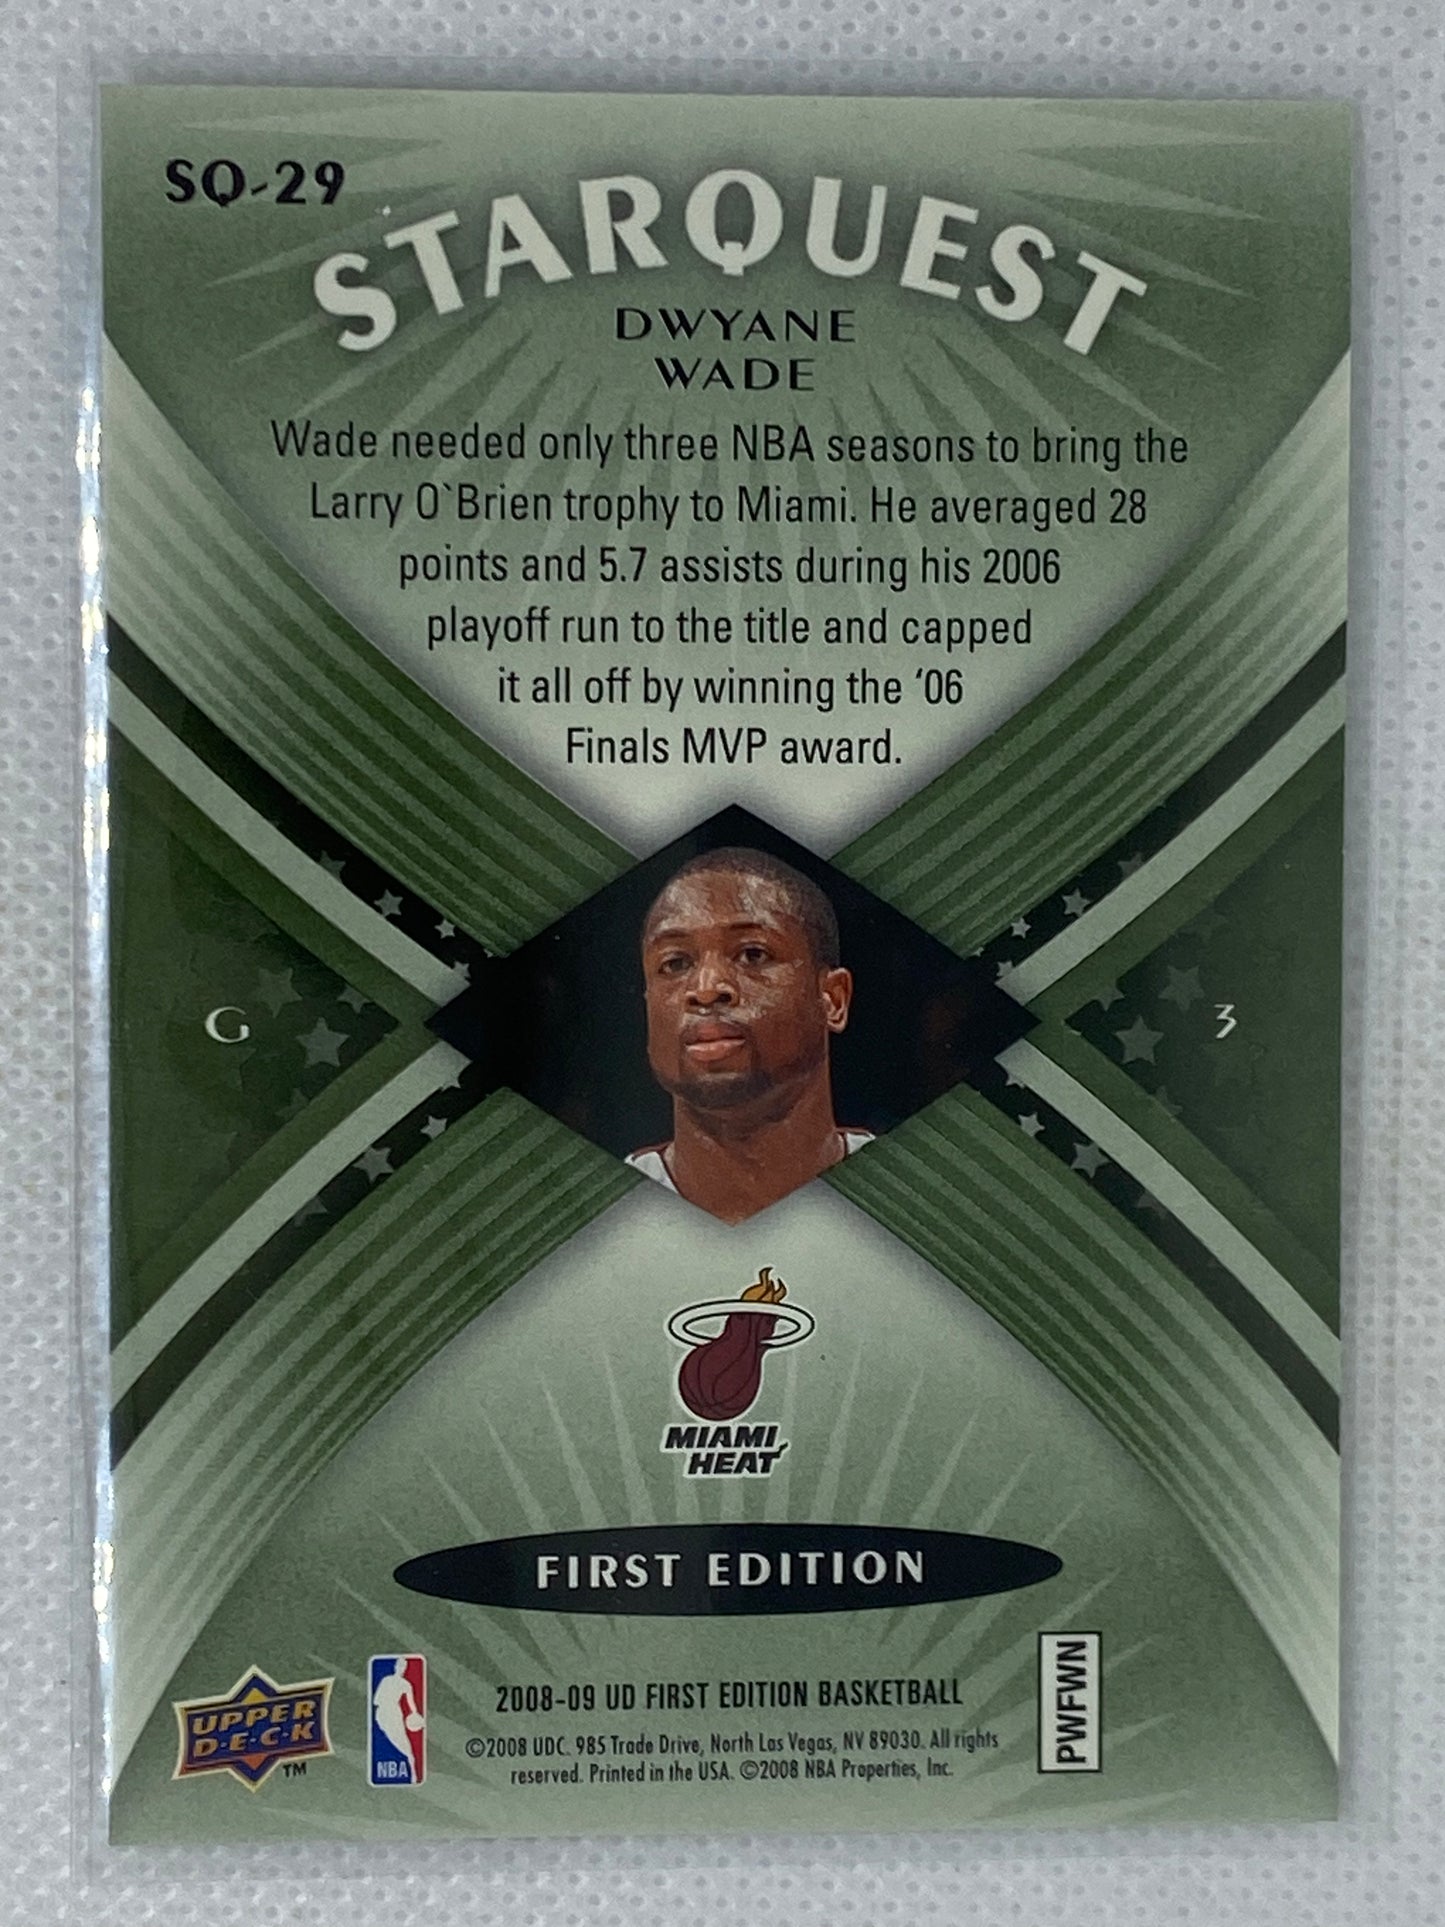 SQ-29
STARQUEST
DWYANE
WADE
Wade needed only three NBA seasons to bring the
Larry O`Brien trophy to Miami. He averaged 28
points and 5.7 assists during his 2006
playoff run to the title and capped
it all off by winning the ‘06
Finals MVP award.
G
3
MIAMI
HEAT
FIRST EDITION
UPPER
D·E·C·K
TM
NBA
2008-09 UD FIRST EDITION BASKETBALL
©2008 UDC. 985 Trade Drive, North Las Vegas, NV 89030. All rights
reserved. Printed in the USA. ©2008 NBA Properties, Inc.
PWFWN